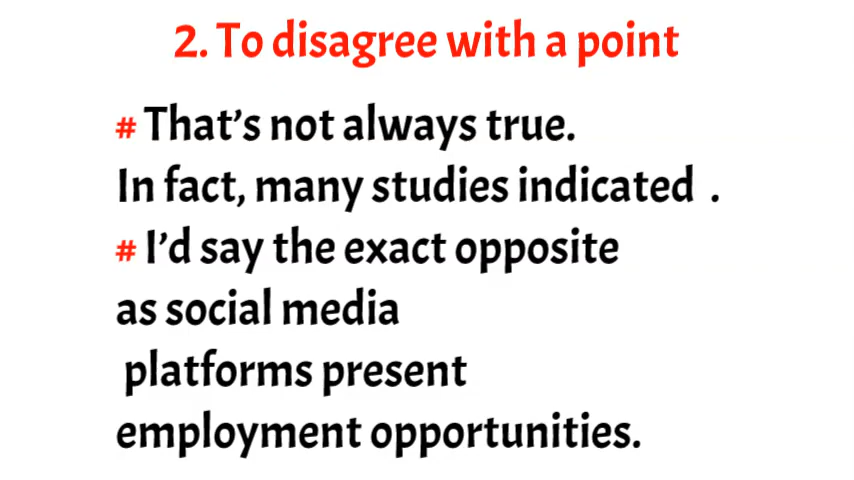 2. To disagree with a point
# That's not always true.
In fact, many studies indicated .
# I'd say the exact opposite
as social media
platforms present
employment opportunities.